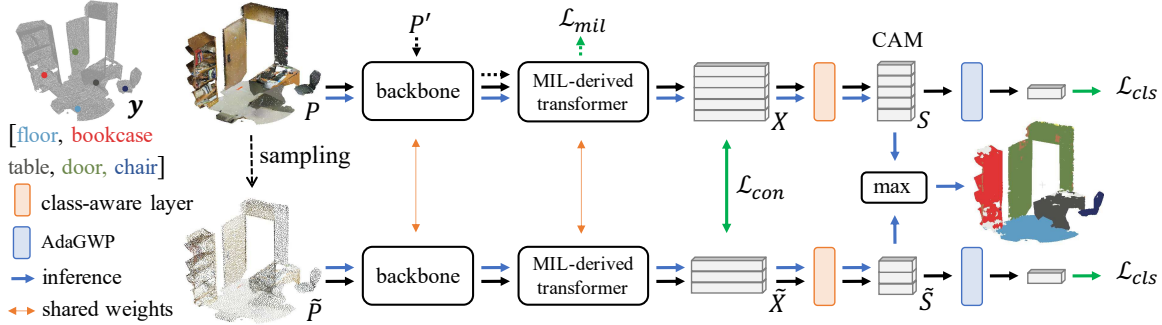 y
[floor, bookcase
table, door, chair]
class-aware layer
AdaGWP
inference
shared weights
P
sampling
P̃
P′
backbone
backbone
ℒmil
MIL-derived
transformer
MIL-derived
transformer
X
ℒcon
X̃
CAM
S
max
S̃
ℒcls
ℒcls